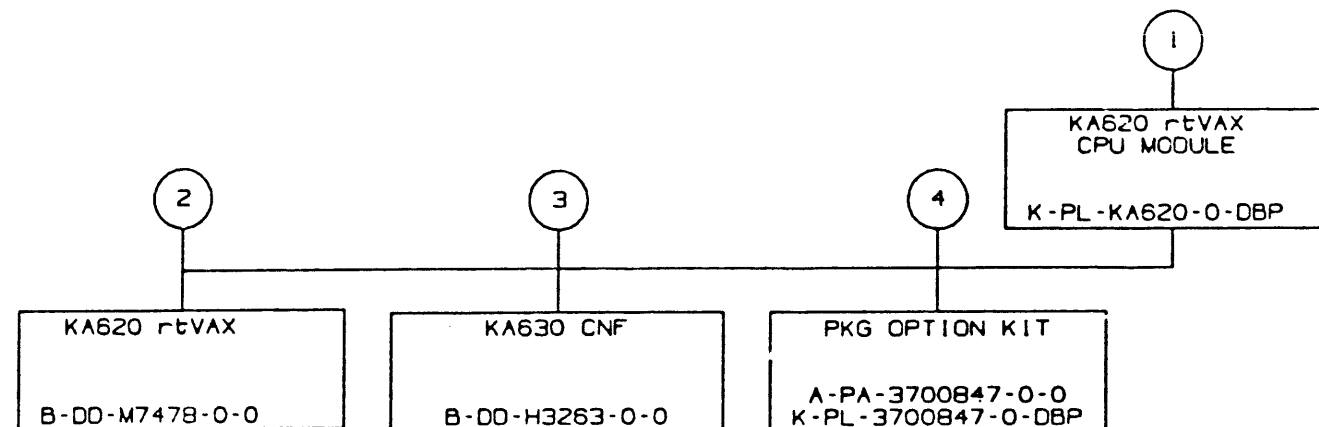 1
KA620 rtVAX
CPU MODULE
K-PL-KA620-0-DBP
2
3
4
KA620 rtVAX
B-DD-M7478-0-0
KA630 CNF
B-DD-H3263-0-0
PKG OPTION KIT
A-PA-3700847-0-0
K-PL-3700847-0-DBP